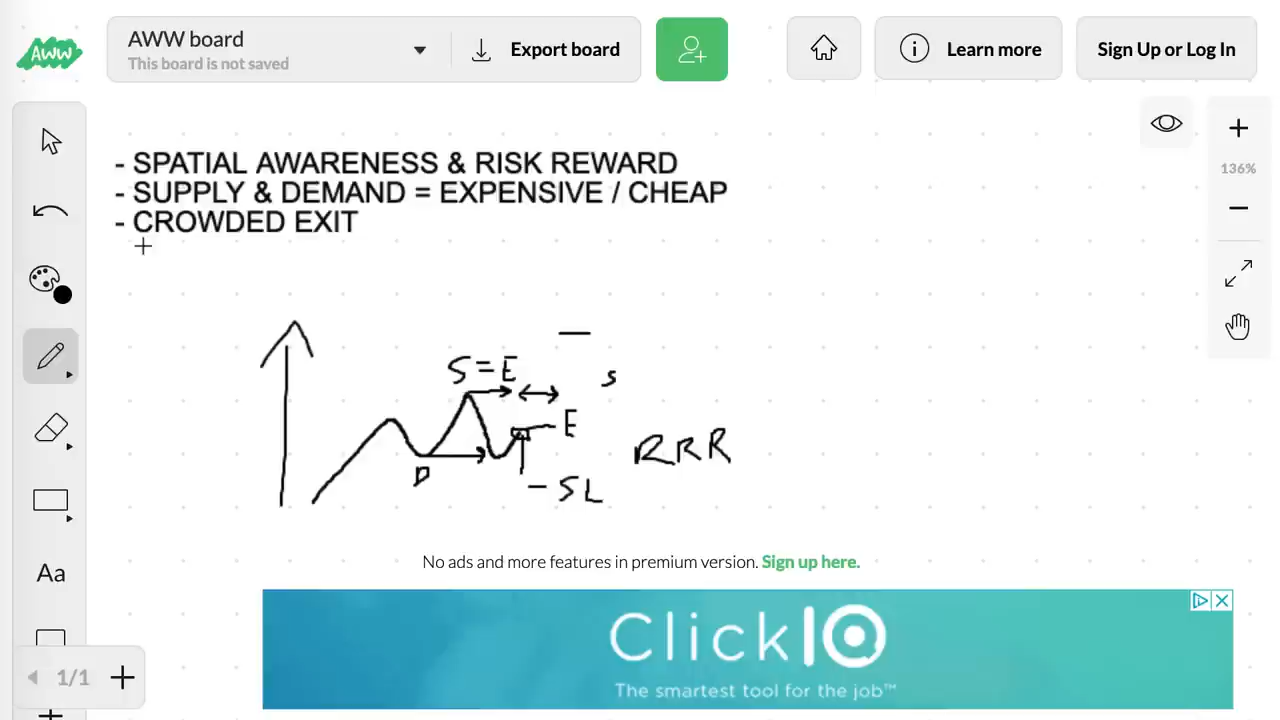 AWW
AWW board
This board is not saved
Export board
Learn more
Sign Up or Log In
136%
- SPATIAL AWARENESS & RISK REWARD
- SUPPLY & DEMAND = EXPENSIVE / CHEAP
- CROWDED EXIT
S = E
S
E
RRR
D
- SL
No ads and more features in premium version. Sign up here.
Aa
ClickIO
The smartest tool for the job™
1/1